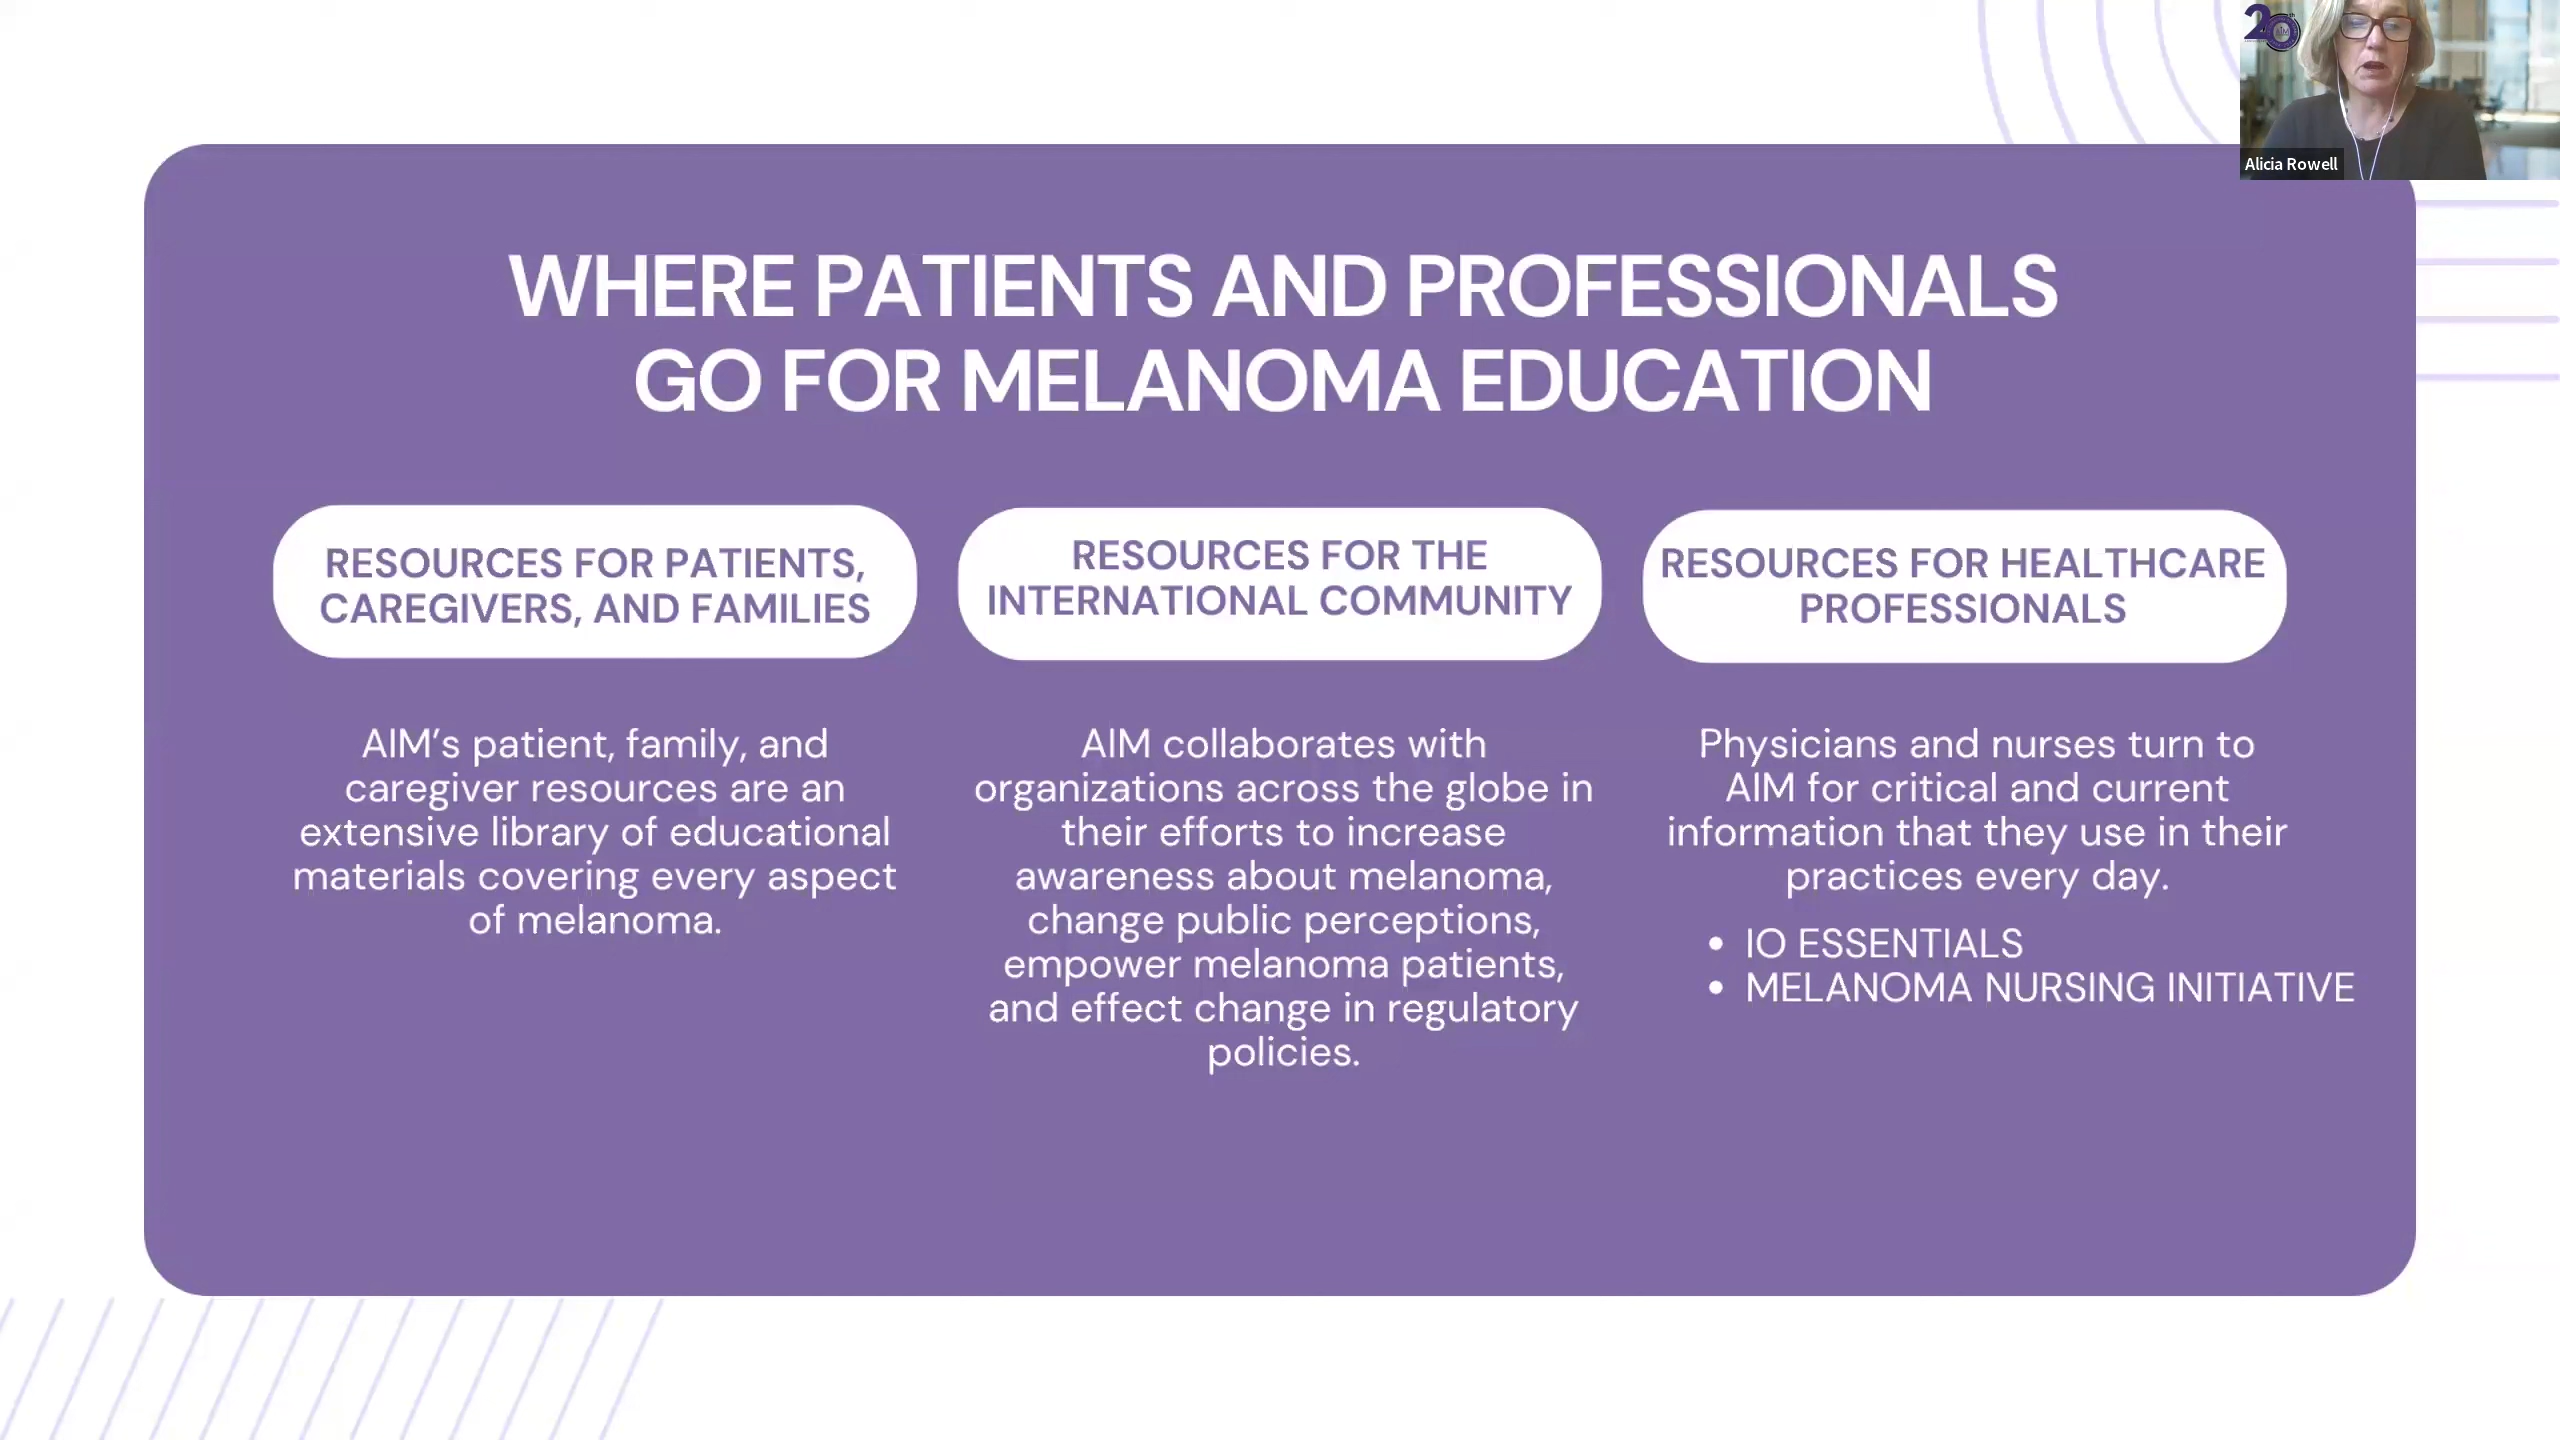 20th
AIM
Alicia Rowell
WHERE PATIENTS AND PROFESSIONALS
GO FOR MELANOMA EDUCATION
RESOURCES FOR PATIENTS,
CAREGIVERS, AND FAMILIES
AIM’s patient, family, and
caregiver resources are an
extensive library of educational
materials covering every aspect
of melanoma.
RESOURCES FOR THE
INTERNATIONAL COMMUNITY
AIM collaborates with
organizations across the globe in
their efforts to increase
awareness about melanoma,
change public perceptions,
empower melanoma patients,
and effect change in regulatory
policies.
RESOURCES FOR HEALTHCARE
PROFESSIONALS
Physicians and nurses turn to
AIM for critical and current
information that they use in their
practices every day.
• IO ESSENTIALS
• MELANOMA NURSING INITIATIVE